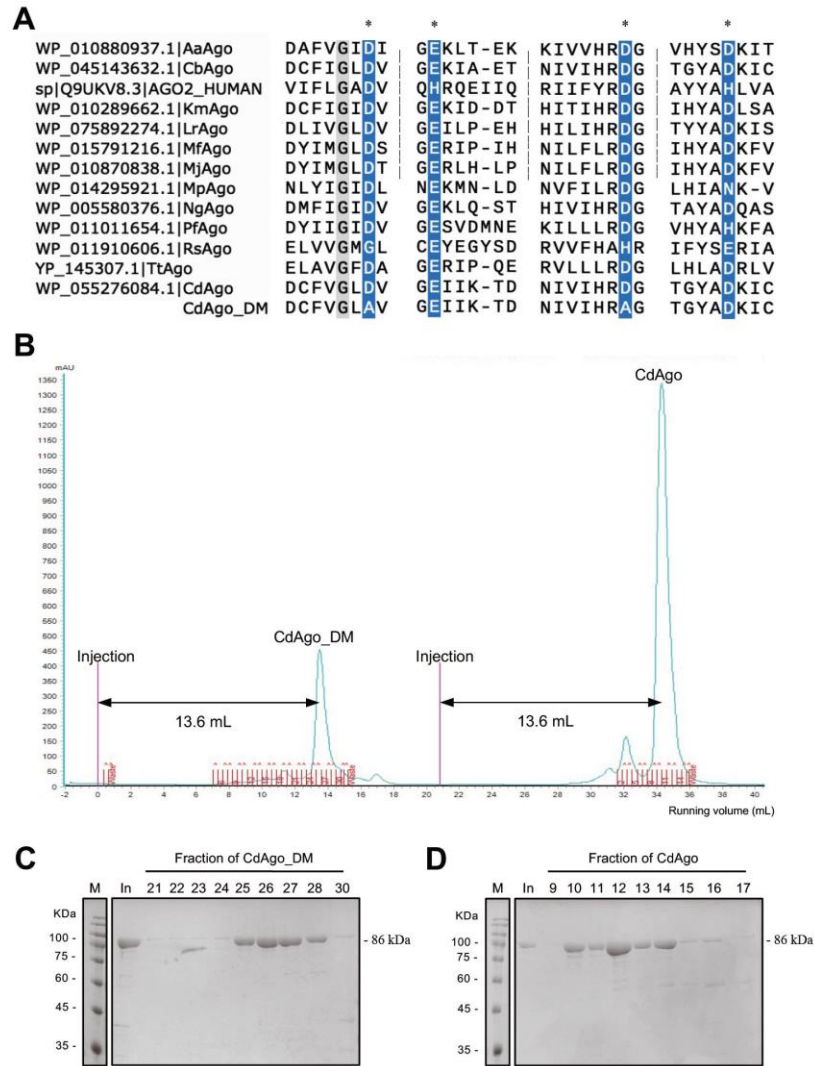 A
* * * *
WP_010880937.1|AaAgo DAFVGIDI GEKLT-EK KIVVHRDG VHYSDKIT
WP_045143632.1|CbAgo DCFIGLDV GEKIA-ET NIVIHRDG TGYADKIC
sp|Q9UKV8.3|AGO2_HUMAN VIFLGADV QHRQEIIQ RIIFYRDG AYYAHLVA
WP_010289662.1|KmAgo DYFIGIDV GEKID-DT HITIHRDG IHYADLSA
WP_075892274.1|LrAgo DLIVGLDV GEILP-EH HILIHRDG TYYADKIS
WP_015791216.1|MfAgo DYIMGLDS GERIP-IH NILFLRDG IHYADKFV
WP_010870838.1|MjAgo DYIMGLDT GERLH-LP NILFLRDG IHYADKFV
WP_014295921.1|MpAgo NLYIGIDL NEKMN-LD NVFILRDG LHIANK-V
WP_005580376.1|NgAgo DMFIGIDV GEKLQ-ST HIVIHRDG TAYADQAS
WP_011011654.1|PfAgo DYIIGIDV GESVDMNE KILLLRDG VHYAHKFA
WP_011910606.1|RsAgo ELVVGMGL CYEGYSD RVVFHAHR IFYSERIA
YP_145307.1|TtAgo ELAVGFDA GERIP-QE RVLLLRDG LHLADRLV
WP_055276084.1|CdAgo DCFVGLDV GEIIK-TD NIVIHRDG TGYADKIC
CdAgo_DM DCFVGLAV GEIIK-TD NIVIHRAG TGYADKIC
B
mAU
CdAgo
1350
1300
1250
1200
1150
1100
1050
1000
950
900
850
800
750
700
650
600
550
500
450
400
350
300
250
200
150
100
50
0
Injection CdAgo_DM Injection
13.6 mL 13.6 mL
-2 0 2 4 6 8 10 12 14 16 18 20 22 24 26 28 30 32 34 36 38 40
Running volume (mL)
C
Fraction of CdAgo_DM
M In 21 22 23 24 25 26 27 28 30
KDa
100 -
75 -
60 -
45 -
35 -
- 86 kDa
D
Fraction of CdAgo
M In 9 10 11 12 13 14 15 16 17
KDa
100 -
75 -
60 -
45 -
35 -
- 86 kDa